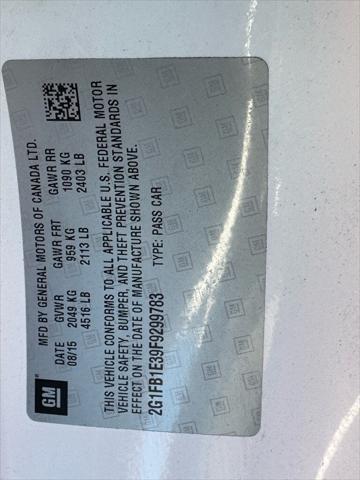 GM
®
MFD BY GENERAL MOTORS OF CANADA LTD.
DATE GVWR GAWR FRT GAWR RR
08/15 2049 KG 959 KG 1090 KG
4516 LB 2113 LB 2403 LB
THIS VEHICLE CONFORMS TO ALL APPLICABLE U.S. FEDERAL MOTOR
VEHICLE SAFETY, BUMPER, AND THEFT PREVENTION STANDARDS IN
EFFECT ON THE DATE OF MANUFACTURE SHOWN ABOVE.
2G1FB1E39F9299783 TYPE: PASS CAR